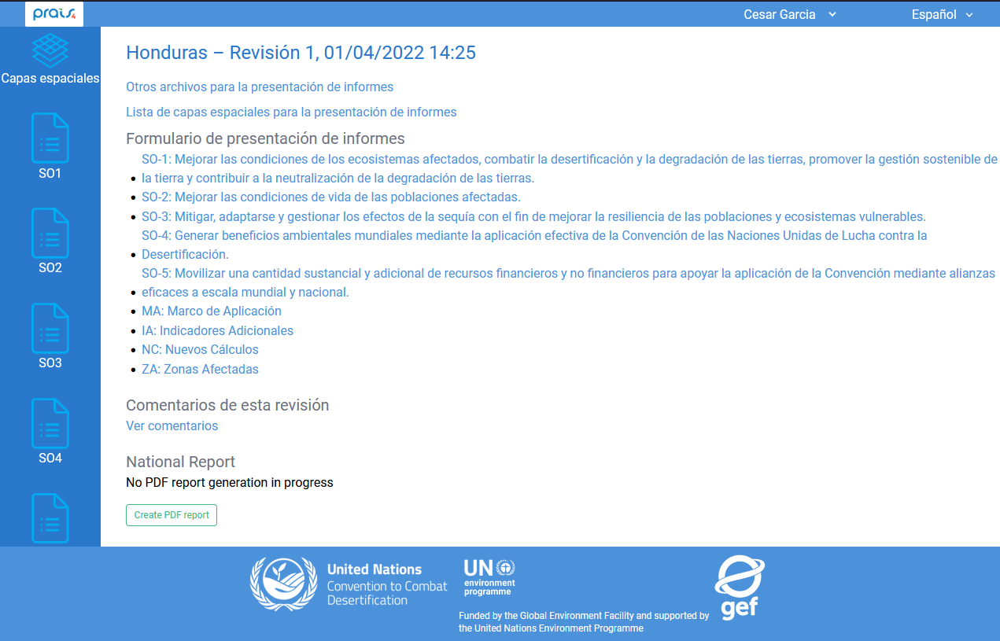 prais4
Cesar Garcia
Español
Capas espaciales
SO1
SO2
SO3
SO4
Honduras – Revisión 1, 01/04/2022 14:25
Otros archivos para la presentación de informes
Lista de capas espaciales para la presentación de informes
Formulario de presentación de informes
SO-1: Mejorar las condiciones de los ecosistemas afectados, combatir la desertificación y la degradación de las tierras, promover la gestión sostenible de
la tierra y contribuir a la neutralización de la degradación de las tierras.
SO-2: Mejorar las condiciones de vida de las poblaciones afectadas.
SO-3: Mitigar, adaptarse y gestionar los efectos de la sequía con el fin de mejorar la resiliencia de las poblaciones y ecosistemas vulnerables.
SO-4: Generar beneficios ambientales mundiales mediante la aplicación efectiva de la Convención de las Naciones Unidas de Lucha contra la
Desertificación.
SO-5: Movilizar una cantidad sustancial y adicional de recursos financieros y no financieros para apoyar la aplicación de la Convención mediante alianzas
eficaces a escala mundial y nacional.
MA: Marco de Aplicación
IA: Indicadores Adicionales
NC: Nuevos Cálculos
ZA: Zonas Afectadas
Comentarios de esta revisión
Ver comentarios
National Report
No PDF report generation in progress
Create PDF report
United Nations
Convention to Combat
Desertification
UN
environment
programme
Funded by the Global Environment Facility and supported by
the United Nations Environment Programme
gef